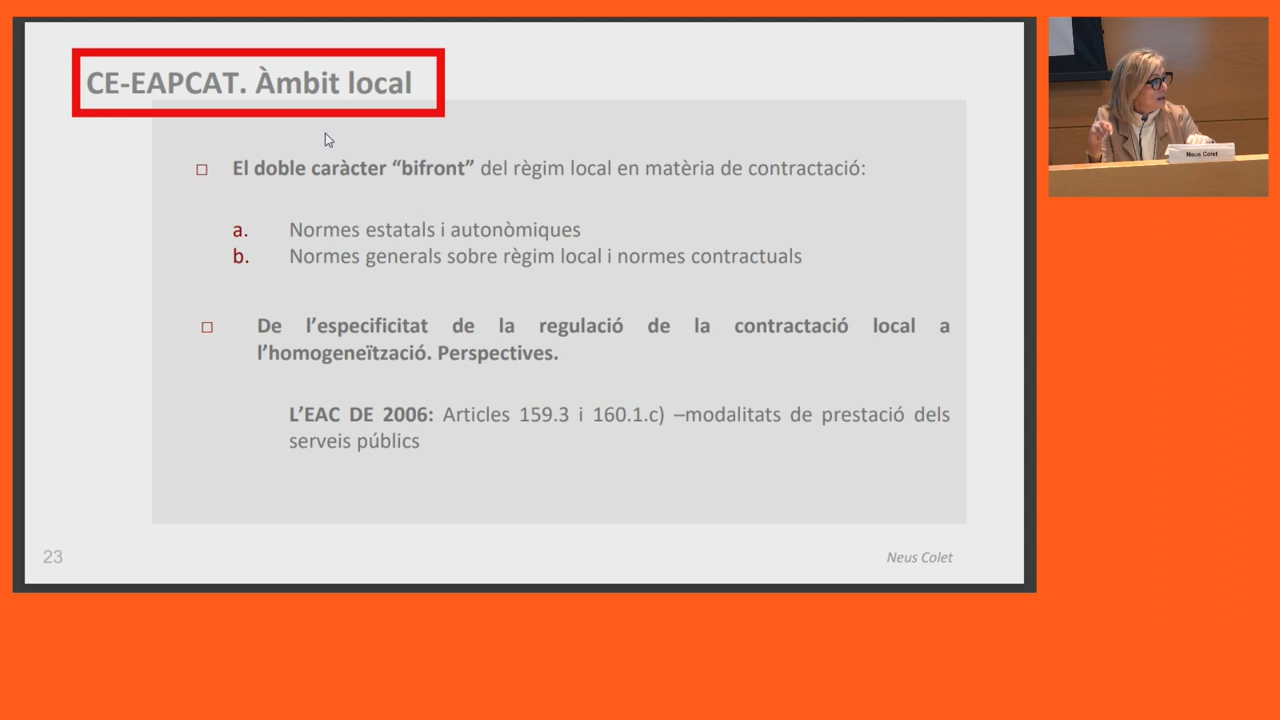 CE-EAPCAT. Àmbit local
El doble caràcter “bifront” del règim local en matèria de contractació:
a. Normes estatals i autonòmiques
b. Normes generals sobre règim local i normes contractuals
De l’especificitat de la regulació de la contractació local a
l’homogeneïtzació. Perspectives.
L’EAC DE 2006: Articles 159.3 i 160.1.c) –modalitats de prestació dels
serveis públics
23
Neus Colet
Neus Colet